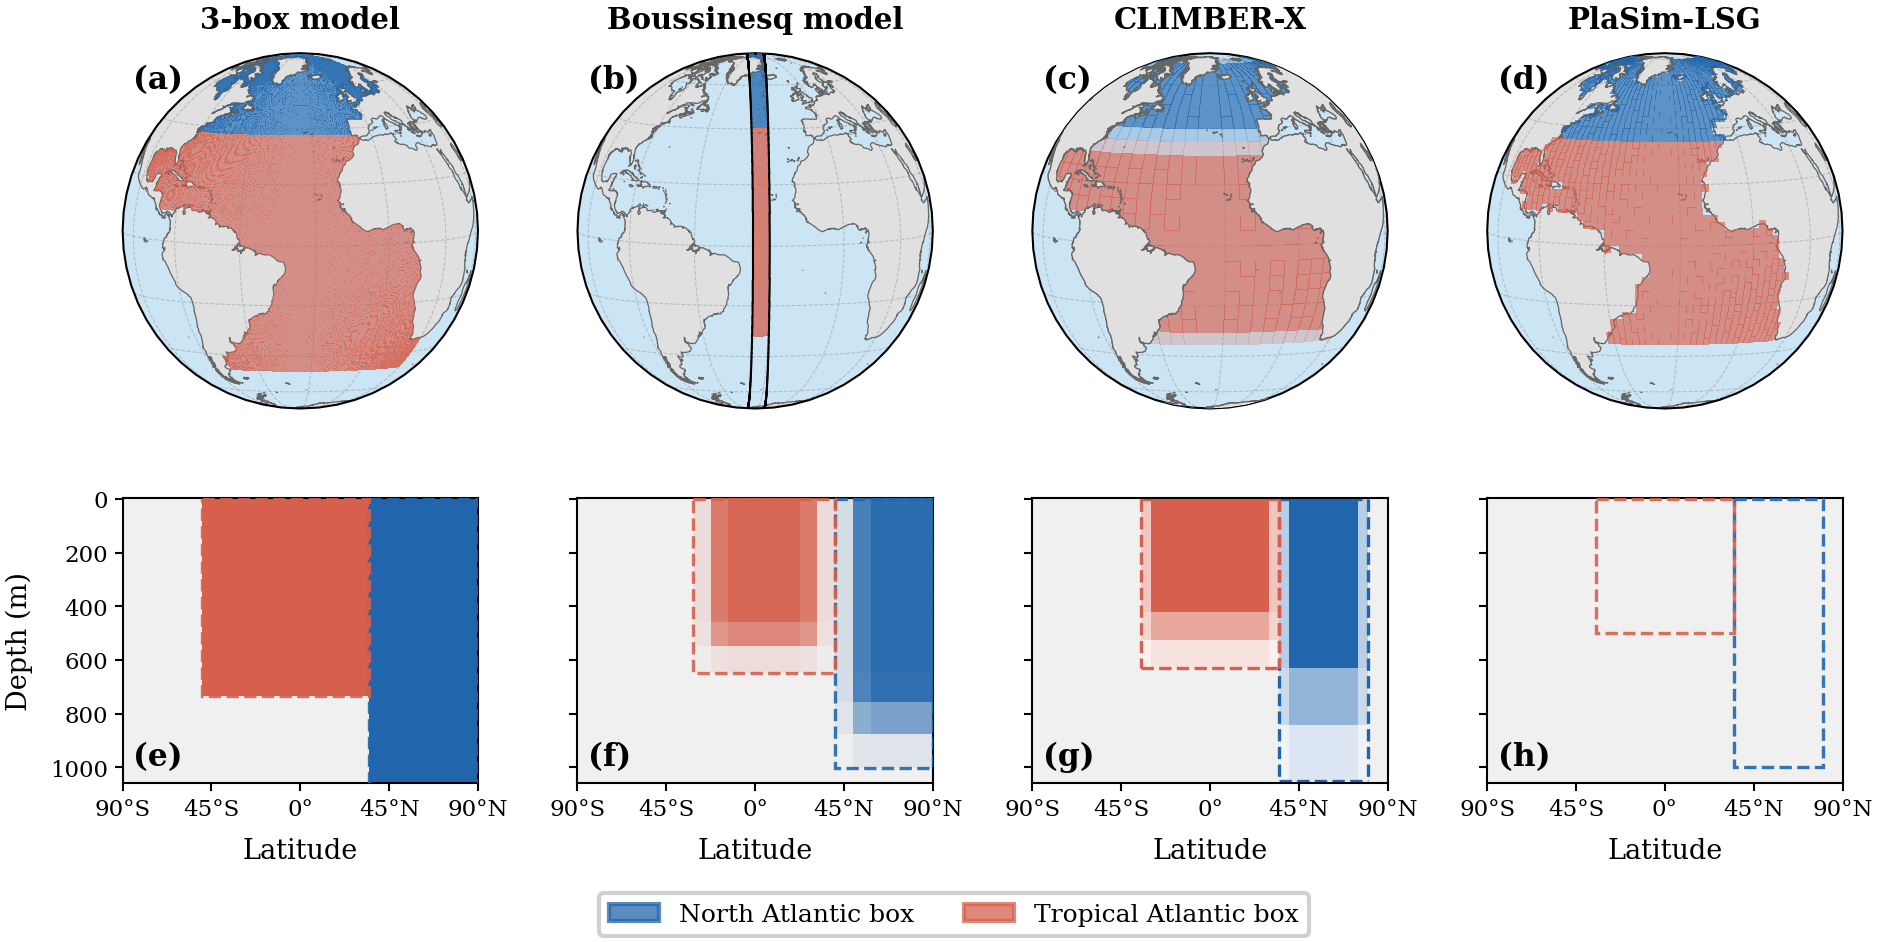 3-box model
Boussinesq model
CLIMBER-X
PlaSim-LSG
(a)
(b)
(c)
(d)
0
200
400
600
800
1000
Depth (m)
(e)
(f)
(g)
(h)
90°S 45°S 0° 45°N 90°N
90°S 45°S 0° 45°N 90°N
90°S 45°S 0° 45°N 90°N
90°S 45°S 0° 45°N 90°N
Latitude
Latitude
Latitude
Latitude
North Atlantic box
Tropical Atlantic box